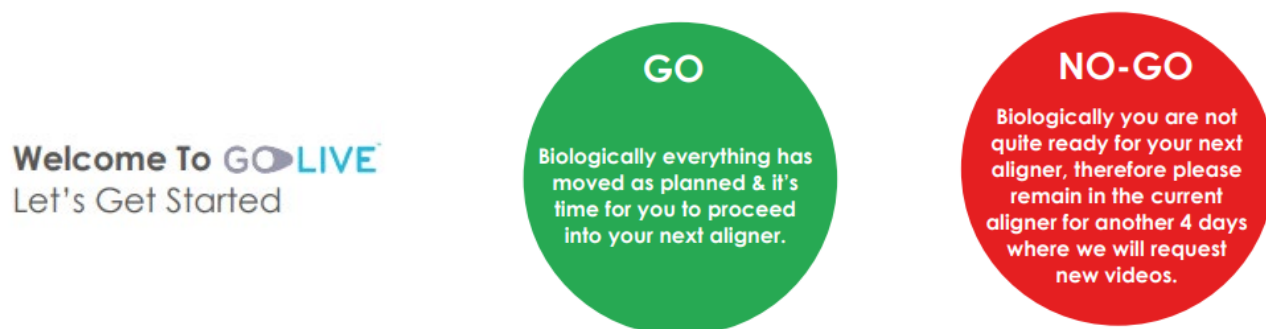 Welcome To GO LIVE™
Let's Get Started
GO
Biologically everything has
moved as planned & it's
time for you to proceed
into your next aligner.
NO-GO
Biologically you are not
quite ready for your next
aligner, therefore please
remain in the current
aligner for another 4 days
where we will request
new videos.